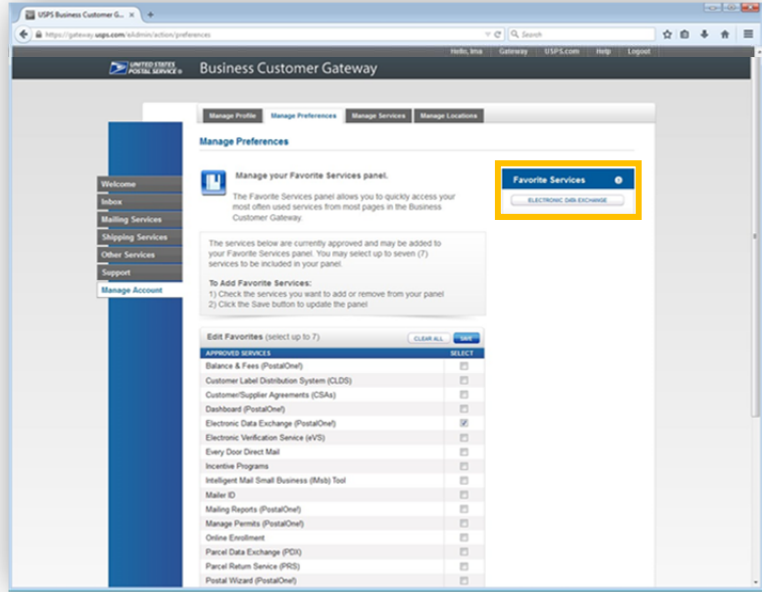 USPS Business Customer G...
https://gateway.usps.com/eAdmin/action/preferences
Search
Hello, Ima
Gateway
USPS.com
Help
Logout
UNITED STATES
POSTAL SERVICE®
Business Customer Gateway
Manage Profile
Manage Preferences
Manage Services
Manage Locations
Manage Preferences
Welcome
Inbox
Mailing Services
Shipping Services
Other Services
Support
Manage Account
Manage your Favorite Services panel.
The Favorite Services panel allows you to quickly access your
most often used services from most pages in the Business
Customer Gateway.
Favorite Services
ELECTRONIC DATA EXCHANGE
The services below are currently approved and may be added to
your Favorite Services panel. You may select up to seven (7)
services to be included in your panel.
To Add Favorite Services:
1) Check the services you want to add or remove from your panel
2) Click the Save button to update the panel
Edit Favorites (select up to 7)
CLEAR ALL
SAVE
APPROVED SERVICES
SELECT
Balance & Fees (PostalOne!)
Customer Label Distribution System (CLDS)
Customer/Supplier Agreements (CSAs)
Dashboard (PostalOne!)
Electronic Data Exchange (PostalOne!)
Electronic Verification Service (eVS)
Every Door Direct Mail
Incentive Programs
Intelligent Mail Small Business (IMsb) Tool
Mailer ID
Mailing Reports (PostalOne!)
Manage Permits (PostalOne!)
Online Enrollment
Parcel Data Exchange (PDX)
Parcel Return Service (PRS)
Postal Wizard (PostalOne!)